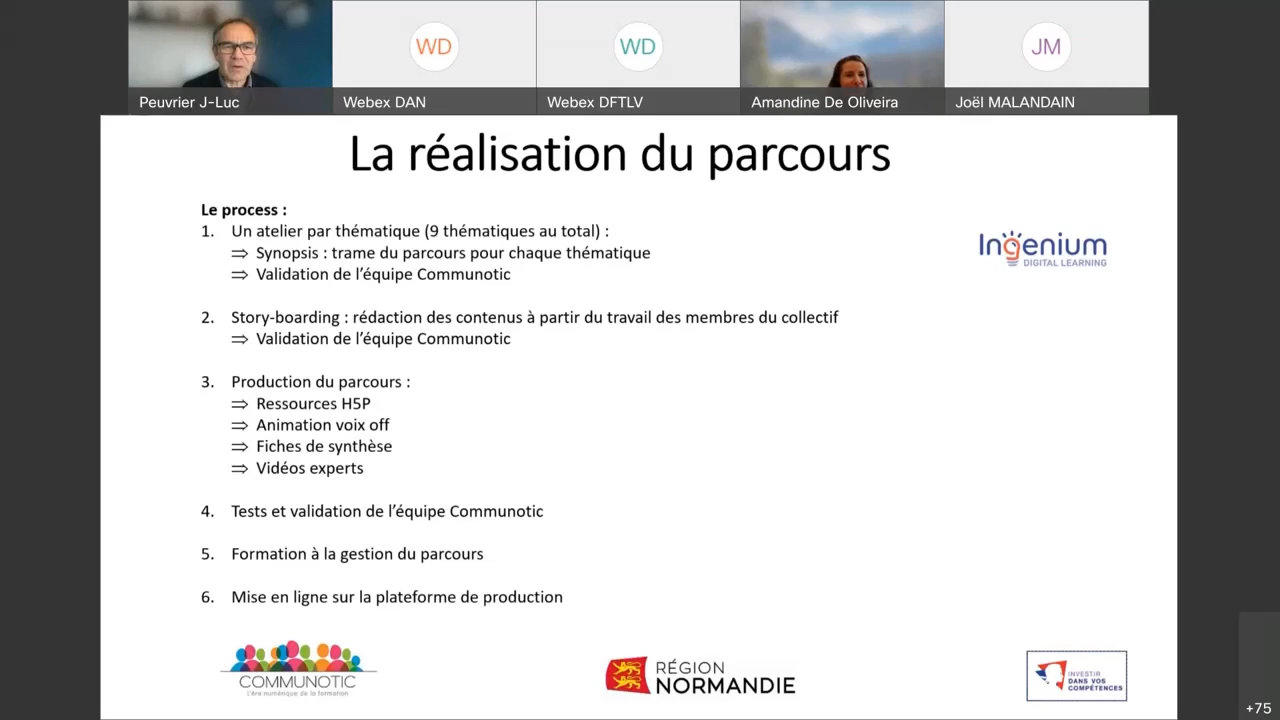 WD
WD
JM
Peuvrier J-Luc
Webex DAN
Webex DFTLV
Amandine De Oliveira
Joël MALANDAIN
La réalisation du parcours
Le process :
1. Un atelier par thématique (9 thématiques au total) :
⇒ Synopsis : trame du parcours pour chaque thématique
⇒ Validation de l’équipe Communotic
Ingenium
DIGITAL LEARNING
2. Story-boarding : rédaction des contenus à partir du travail des membres du collectif
⇒ Validation de l’équipe Communotic
3. Production du parcours :
⇒ Ressources H5P
⇒ Animation voix off
⇒ Fiches de synthèse
⇒ Vidéos experts
4. Tests et validation de l’équipe Communotic
5. Formation à la gestion du parcours
6. Mise en ligne sur la plateforme de production
COMMUNOTIC
L'ère numérique de la formation
RÉGION
NORMANDIE
INVESTIR
DANS VOS
COMPÉTENCES
+75